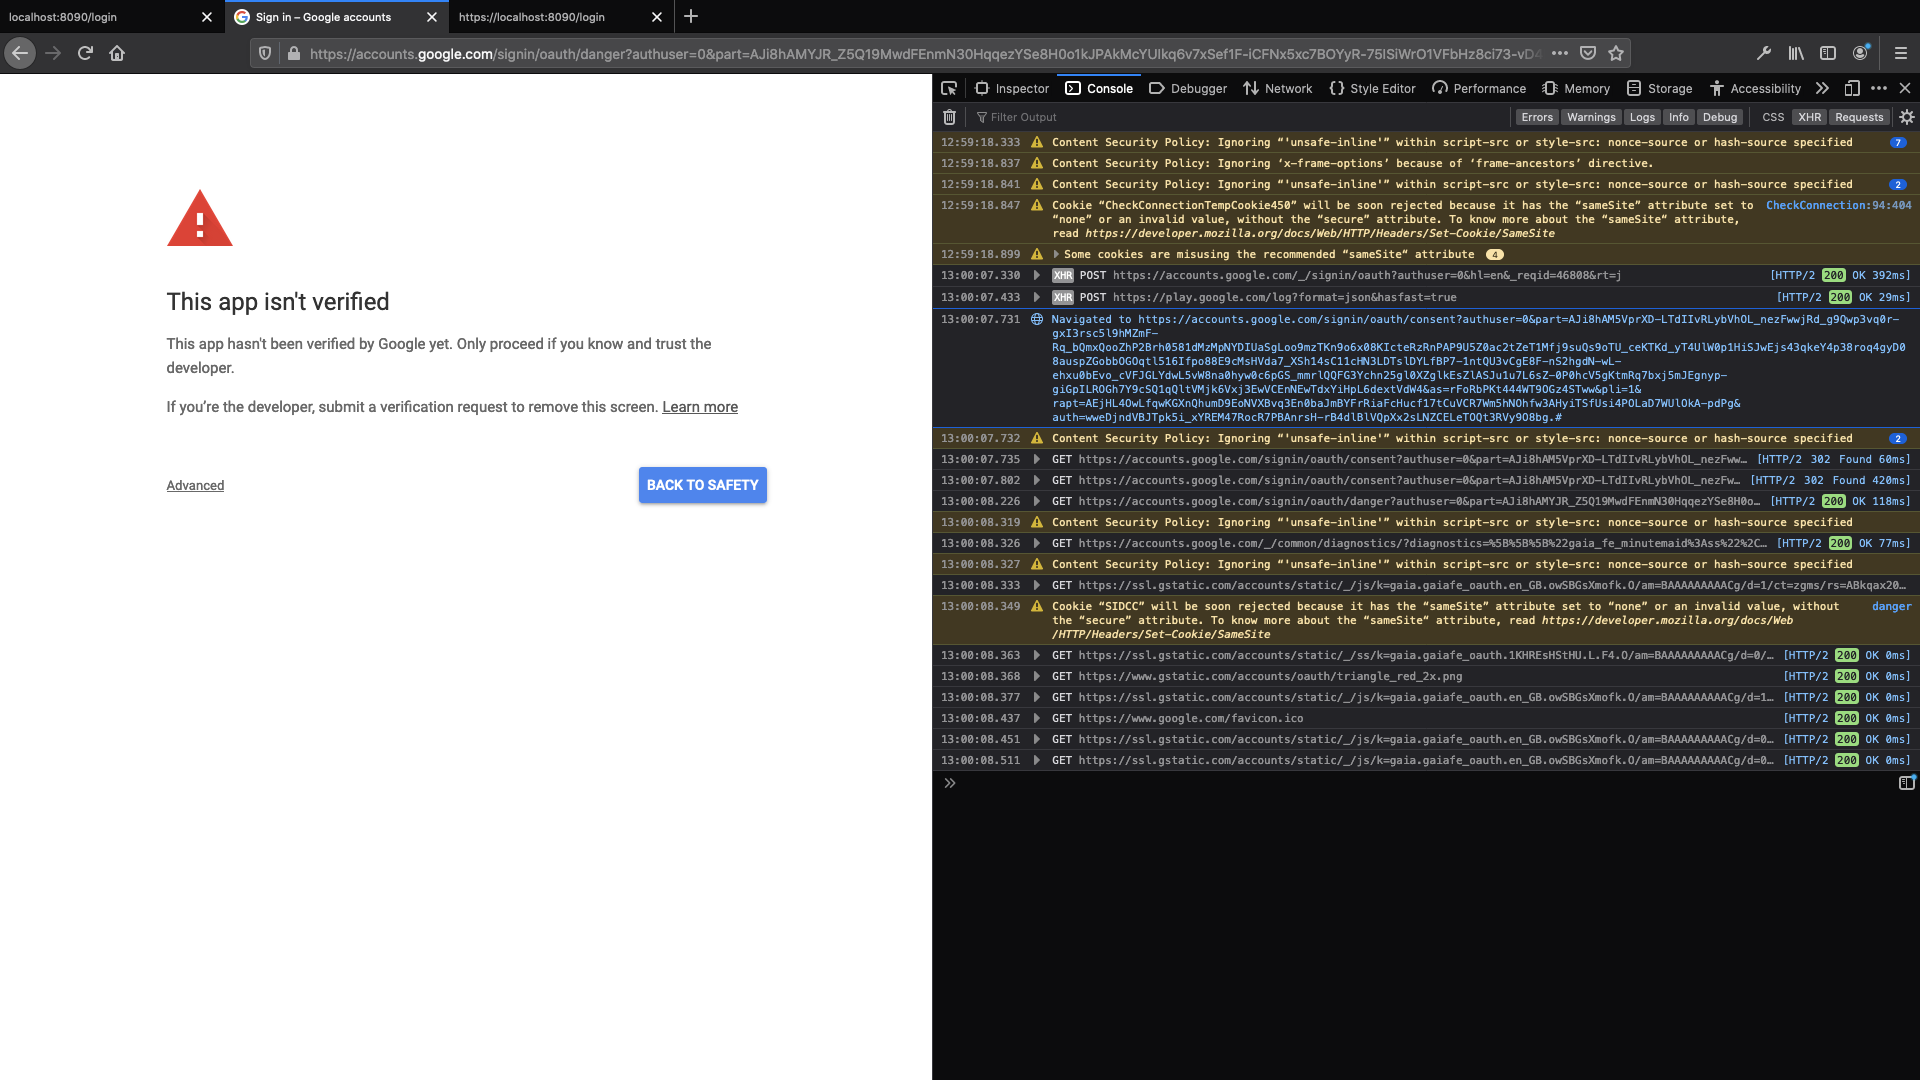 localhost:8090/login
Sign in – Google accounts
https://localhost:8090/login
https://accounts.google.com/signin/oauth/danger?authuser=0&part=AJi8hAMYJR_Z5Q19MwdFEnmN30HqqezYSe8H0o1kJPAkMcYUlkq6v7xSef1F-iCFNx5xc7BOYyR-75ISiWrO1VFbHz8ci73-vD4
This app isn't verified
This app hasn't been verified by Google yet. Only proceed if you know and trust the
developer.
If you're the developer, submit a verification request to remove this screen. Learn more
Advanced
BACK TO SAFETY
Inspector Console Debugger Network Style Editor Performance Memory Storage Accessibility
Filter Output
Errors Warnings Logs Info Debug CSS XHR Requests
12:59:18.333 Content Security Policy: Ignoring “'unsafe-inline'” within script-src or style-src: nonce-source or hash-source specified 7
12:59:18.837 Content Security Policy: Ignoring ‘x-frame-options’ because of ‘frame-ancestors’ directive.
12:59:18.841 Content Security Policy: Ignoring “'unsafe-inline'” within script-src or style-src: nonce-source or hash-source specified 2
12:59:18.847 Cookie “CheckConnectionTempCookie450” will be soon rejected because it has the “sameSite” attribute set to CheckConnection:94:404
“none” or an invalid value, without the “secure” attribute. To know more about the “sameSite“ attribute,
read https://developer.mozilla.org/docs/Web/HTTP/Headers/Set-Cookie/SameSite
12:59:18.899 Some cookies are misusing the recommended “sameSite“ attribute 4
13:00:07.330 XHR POST https://accounts.google.com/_/signin/oauth?authuser=0&hl=en&_reqid=46808&rt=j [HTTP/2 200 OK 392ms]
13:00:07.433 XHR POST https://play.google.com/log?format=json&hasfast=true [HTTP/2 200 OK 29ms]
13:00:07.731 Navigated to https://accounts.google.com/signin/oauth/consent?authuser=0&part=AJi8hAM5VprXD-LTdIIvRLybVhOL_nezFwwjRd_g9Qwp3vq0r-
gxI3rsc5l9hMZmF-
Rq_bQmxQooZhP2Brh0581dMzMpNYDIUaSgLoo9mzTKn9o6x08KIcteRzRnPAP9U5Z0ac2tZeT1Mfj9suQs9oTU_ceKTKd_yT4UlW0p1HiSJwEjs43qkeY4p38roq4gyD0
8auspZGobbOGOqtl516Ifpo88E9cMsHVda7_XSh14sC11cHN3LDTslDYLfBP7-1ntQU3vCgE8F-nS2hgdN-wL-
ehxu0bEvo_cVFJGLYdwL5vW8na0hyw0c6pGS_mmrlQQFG3Ychn25gl0XZglkEsZlASJu1u7L6sZ-0P0hcV5gKtmRq7bxj5mJEgnyp-
giGpILROGh7Y9cSQ1qQltVMjk6Vxj3EwVCEnNEwTdxYiHpL6dextVdW4&as=rFoRbPKt444WT9OGz4STww&pli=1&
rapt=AEjHL4OwLfqwKGXnQhumD9EoNVXBvq3En0baJmBYFrRiaFcHucf17tCuVCR7Wm5hNOhfw3AHyiTSfUsi4POLaD7WUlOkA-pdPg&
auth=wweDjndVBJTpk5i_xYREM47RocR7PBAnrsH-rB4dlBlVQpXx2sLNZCELeTOQt3RVy9O8bg.#
13:00:07.732 Content Security Policy: Ignoring “'unsafe-inline'” within script-src or style-src: nonce-source or hash-source specified 2
13:00:07.735 GET https://accounts.google.com/signin/oauth/consent?authuser=0&part=AJi8hAM5VprXD-LTdIIvRLybVhOL_nezFww… [HTTP/2 302 Found 60ms]
13:00:07.802 GET https://accounts.google.com/signin/oauth/consent?authuser=0&part=AJi8hAM5VprXD-LTdIIvRLybVhOL_nezFw… [HTTP/2 302 Found 420ms]
13:00:08.226 GET https://accounts.google.com/signin/oauth/danger?authuser=0&part=AJi8hAMYJR_Z5Q19MwdFEnmN30HqqezYSe8H0o… [HTTP/2 200 OK 118ms]
13:00:08.319 Content Security Policy: Ignoring “'unsafe-inline'” within script-src or style-src: nonce-source or hash-source specified
13:00:08.326 GET https://accounts.google.com/_/common/diagnostics/?diagnostics=%5B%5B%5B%22gaia_fe_minutemaid%3Ass%22%2C… [HTTP/2 200 OK 77ms]
13:00:08.327 Content Security Policy: Ignoring “'unsafe-inline'” within script-src or style-src: nonce-source or hash-source specified
13:00:08.333 GET https://ssl.gstatic.com/accounts/static/_/js/k=gaia.gaiafe_oauth.en_GB.owSBGsXmofk.O/am=BAAAAAAAAACg/d=1/ct=zgms/rs=ABkqax20…
13:00:08.349 Cookie “SIDCC” will be soon rejected because it has the “sameSite” attribute set to “none” or an invalid value, without danger
the “secure” attribute. To know more about the “sameSite“ attribute, read https://developer.mozilla.org/docs/Web
/HTTP/Headers/Set-Cookie/SameSite
13:00:08.363 GET https://ssl.gstatic.com/accounts/static/_/ss/k=gaia.gaiafe_oauth.1KHREsHStHU.L.F4.O/am=BAAAAAAAAACg/d=0/… [HTTP/2 200 OK 0ms]
13:00:08.368 GET https://www.gstatic.com/accounts/oauth/triangle_red_2x.png [HTTP/2 200 OK 0ms]
13:00:08.377 GET https://ssl.gstatic.com/accounts/static/_/js/k=gaia.gaiafe_oauth.en_GB.owSBGsXmofk.O/am=BAAAAAAAAACg/d=1… [HTTP/2 200 OK 0ms]
13:00:08.437 GET https://www.google.com/favicon.ico [HTTP/2 200 OK 0ms]
13:00:08.451 GET https://ssl.gstatic.com/accounts/static/_/js/k=gaia.gaiafe_oauth.en_GB.owSBGsXmofk.O/am=BAAAAAAAAACg/d=0… [HTTP/2 200 OK 0ms]
13:00:08.511 GET https://ssl.gstatic.com/accounts/static/_/js/k=gaia.gaiafe_oauth.en_GB.owSBGsXmofk.O/am=BAAAAAAAAACg/d=0… [HTTP/2 200 OK 0ms]